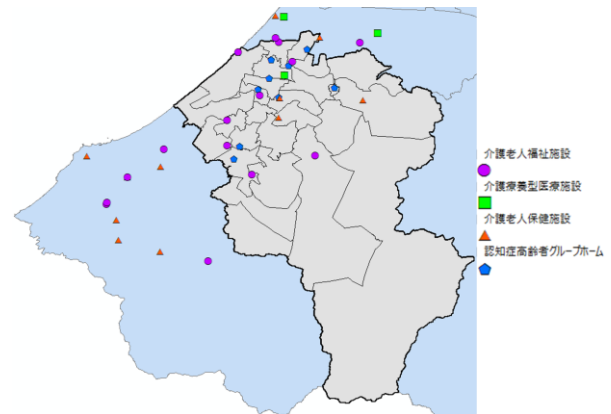 介護老人福祉施設
介護療養型医療施設
介護老人保健施設
認知症高齢者グループホーム